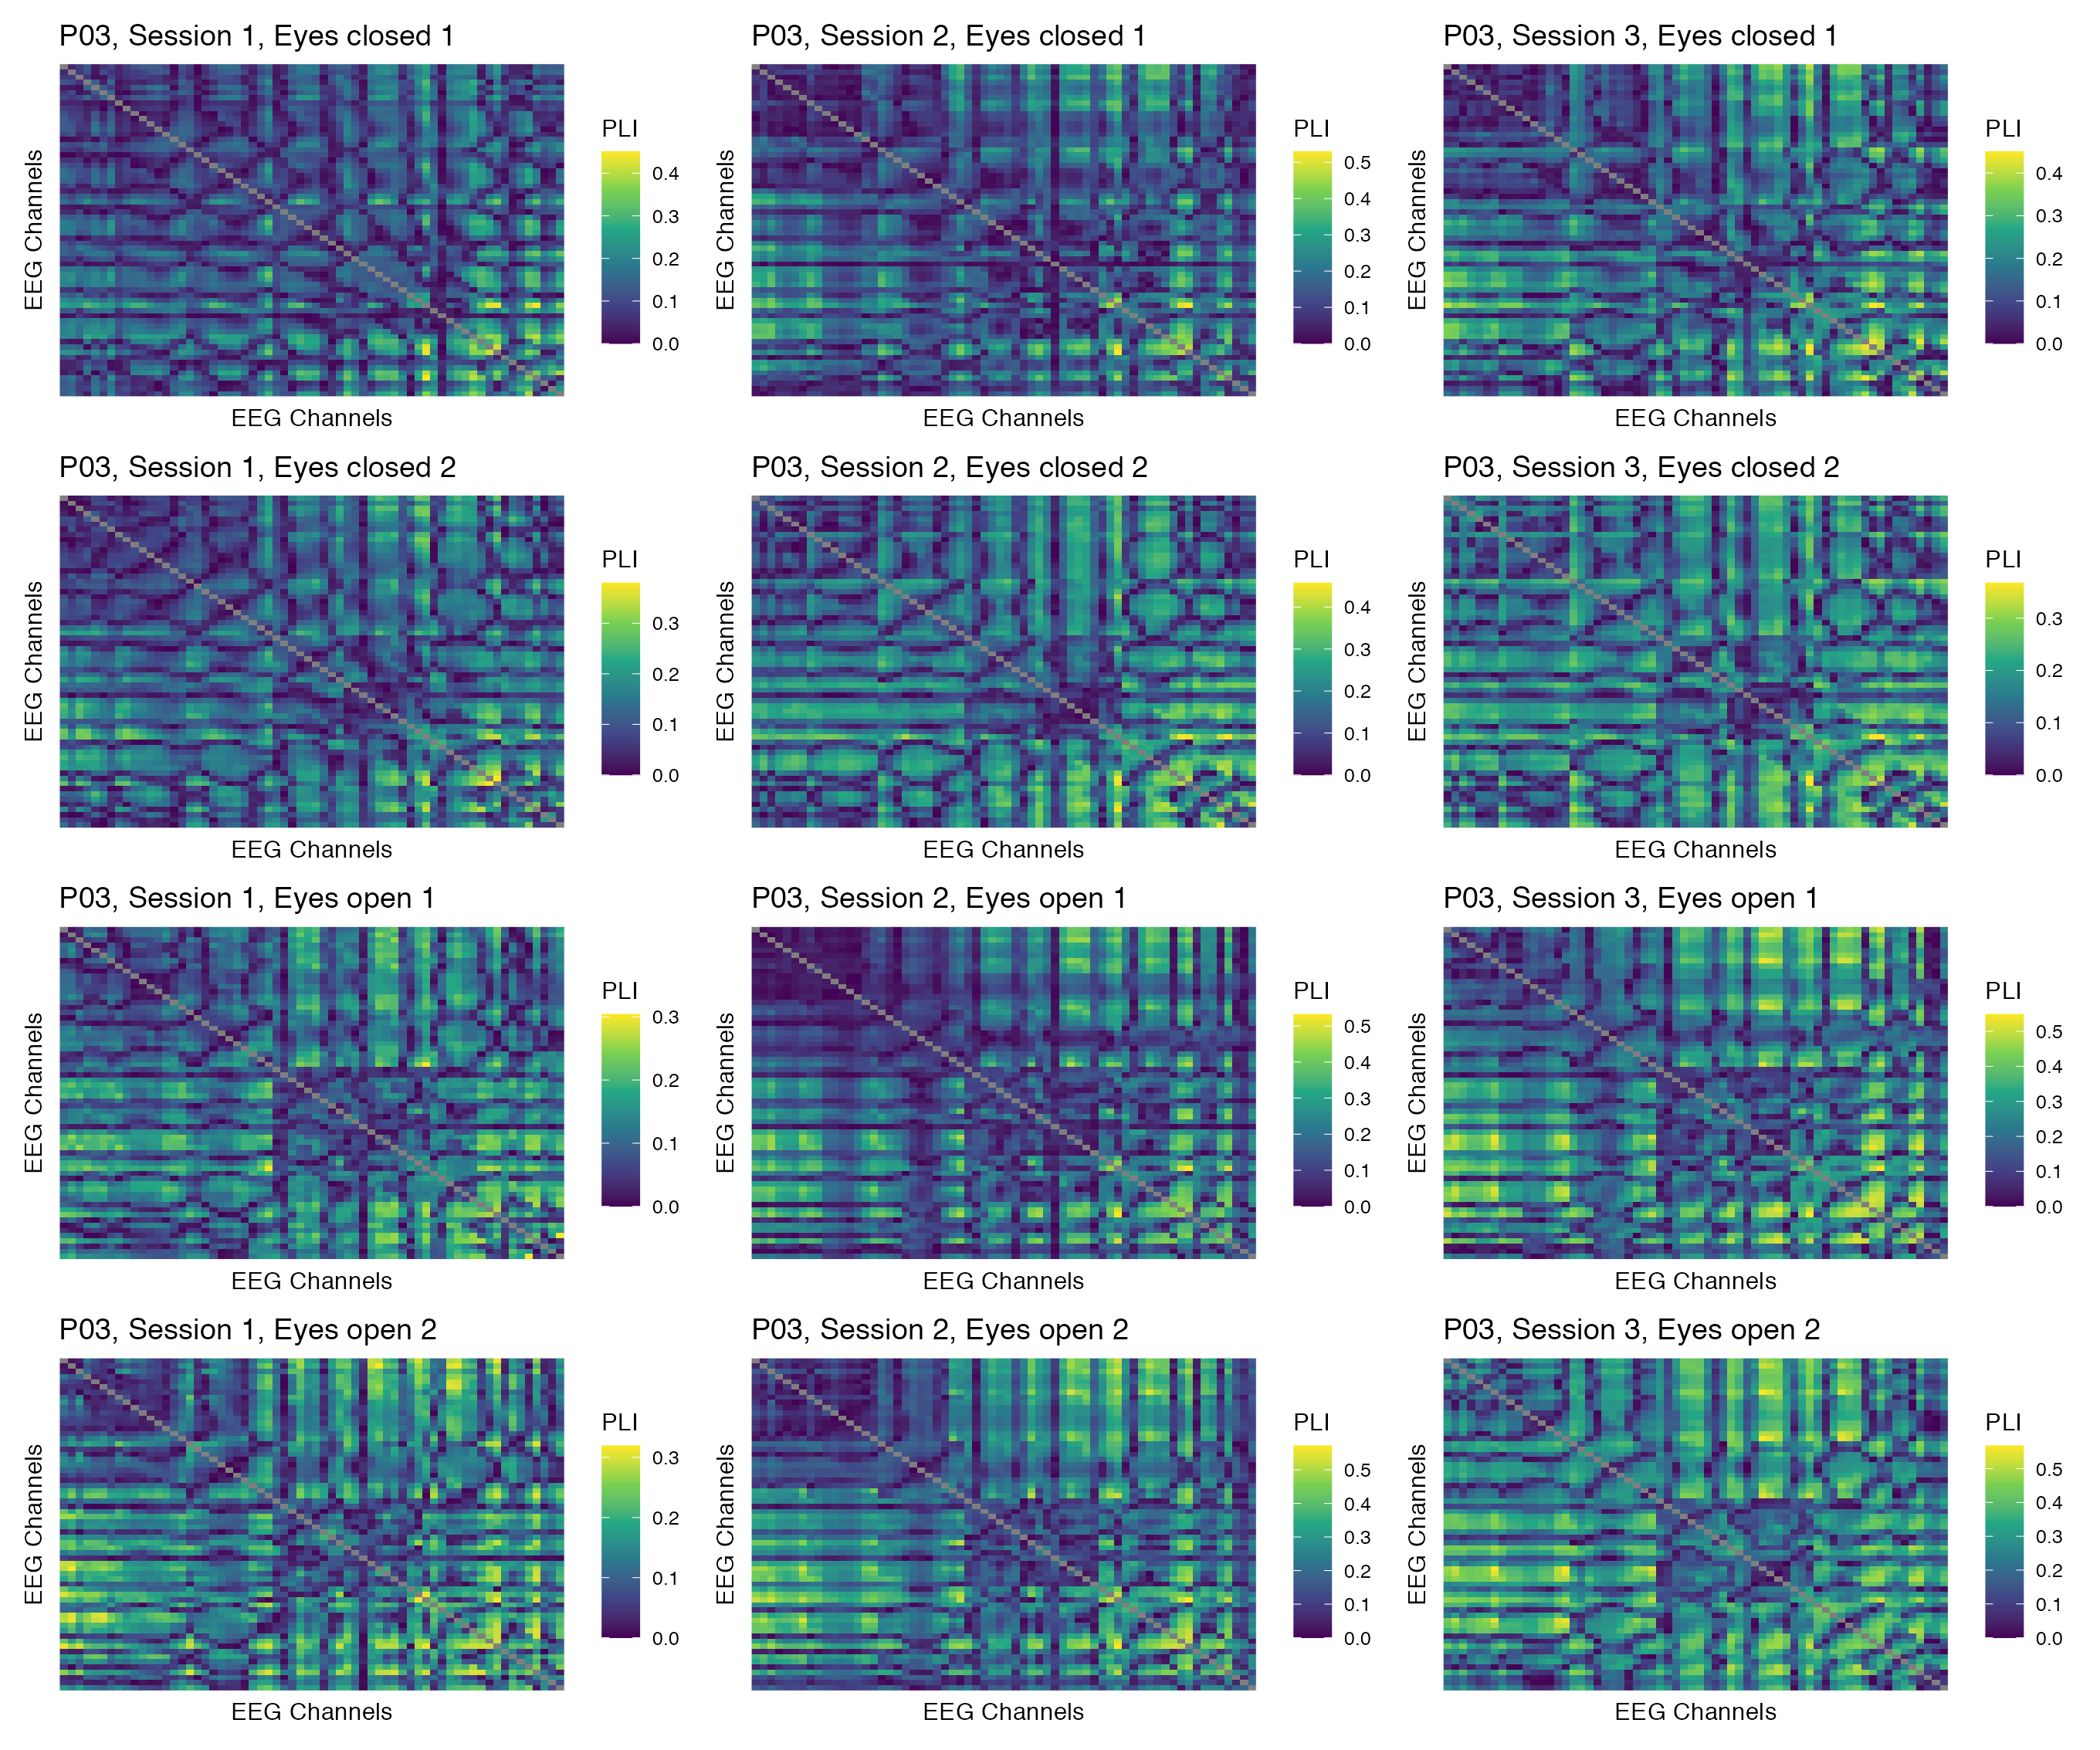 P03, Session 1, Eyes closed 1
P03, Session 2, Eyes closed 1
P03, Session 3, Eyes closed 1
EEG Channels
EEG Channels
PLI
0.4
0.3
0.2
0.1
0.0
EEG Channels
EEG Channels
PLI
0.5
0.4
0.3
0.2
0.1
0.0
EEG Channels
EEG Channels
PLI
0.4
0.3
0.2
0.1
0.0
P03, Session 1, Eyes closed 2
P03, Session 2, Eyes closed 2
P03, Session 3, Eyes closed 2
EEG Channels
EEG Channels
PLI
0.3
0.2
0.1
0.0
EEG Channels
EEG Channels
PLI
0.4
0.3
0.2
0.1
0.0
EEG Channels
EEG Channels
PLI
0.3
0.2
0.1
0.0
P03, Session 1, Eyes open 1
P03, Session 2, Eyes open 1
P03, Session 3, Eyes open 1
EEG Channels
EEG Channels
PLI
0.3
0.2
0.1
0.0
EEG Channels
EEG Channels
PLI
0.5
0.4
0.3
0.2
0.1
0.0
EEG Channels
EEG Channels
PLI
0.5
0.4
0.3
0.2
0.1
0.0
P03, Session 1, Eyes open 2
P03, Session 2, Eyes open 2
P03, Session 3, Eyes open 2
EEG Channels
EEG Channels
PLI
0.3
0.2
0.1
0.0
EEG Channels
EEG Channels
PLI
0.5
0.4
0.3
0.2
0.1
0.0
EEG Channels
EEG Channels
PLI
0.5
0.4
0.3
0.2
0.1
0.0